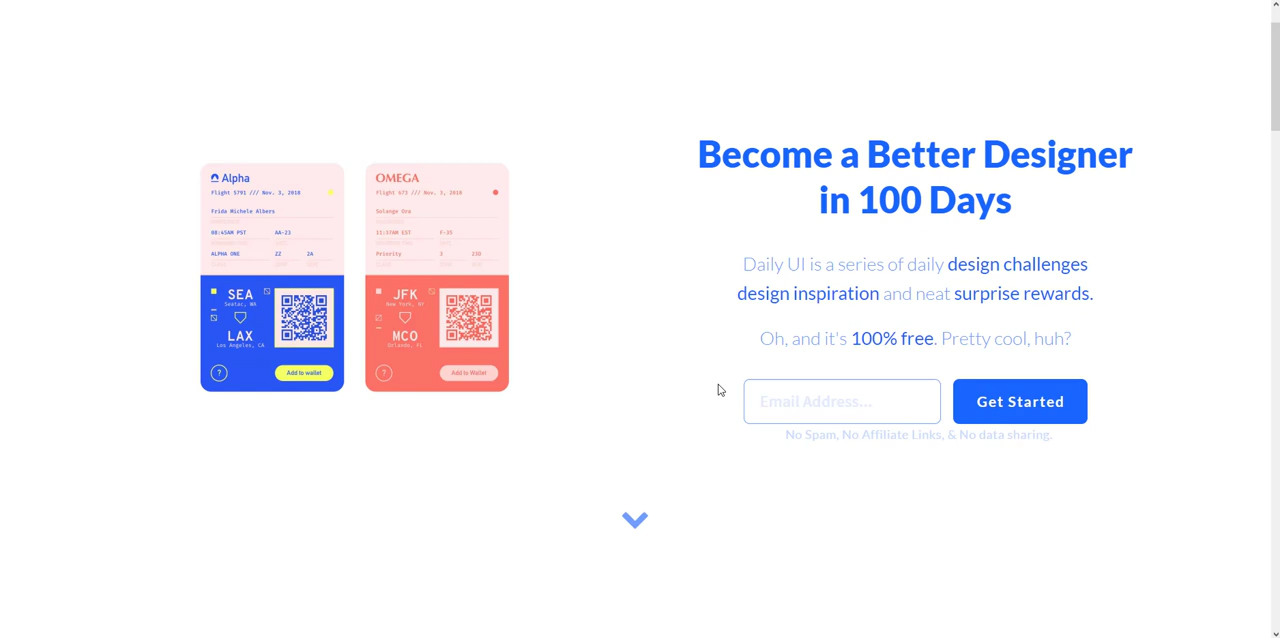 Alpha
Flight 5791 /// Nov. 3, 2018
Frida Michele Albers
08:45AM PST AA-23
ALPHA ONE ZZ 2A
SEA
Seatac, WA
LAX
Los Angeles, CA
?
Add to wallet
OMEGA
Flight 673 /// Nov. 3, 2018
Solange Ora
11:37AM EST F-35
Priority 3 23D
JFK
New York, NY
MCO
Orlando, FL
?
Add to Wallet
Become a Better Designer
in 100 Days
Daily UI is a series of daily design challenges
design inspiration and neat surprise rewards.
Oh, and it's 100% free. Pretty cool, huh?
Email Address...
Get Started
No Spam, No Affiliate Links, & No data sharing.